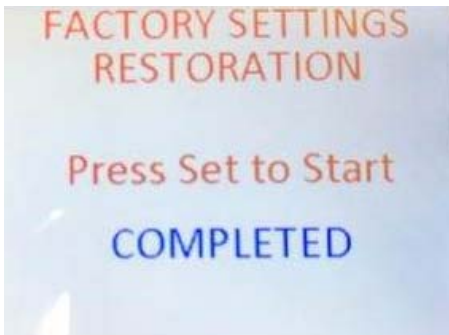 FACTORY SETTINGS
RESTORATION
Press Set to Start
COMPLETED